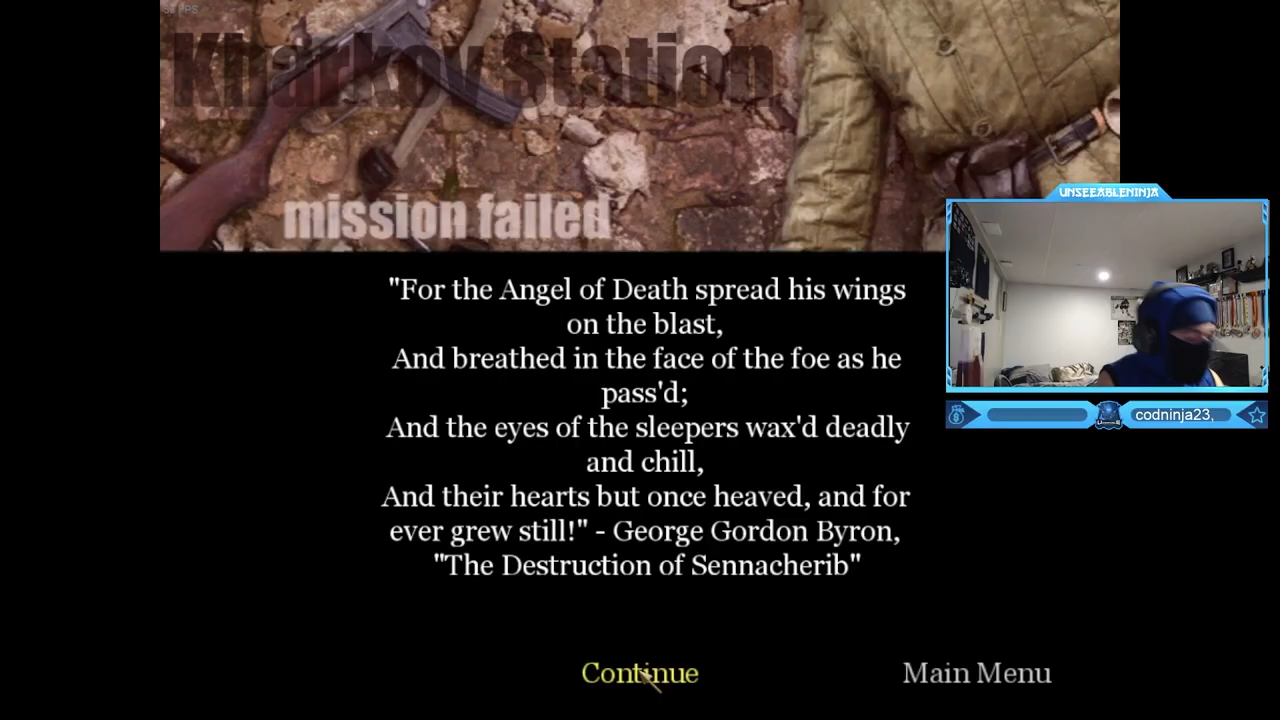 FPS
Kharkov Station
mission failed
UNSEEABLENINJA
"For the Angel of Death spread his wings
on the blast,
And breathed in the face of the foe as he
pass'd;
codninja23,
And the eyes of the sleepers wax'd deadly
and chill,
And their hearts but once heaved, and for
ever grew still!" - George Gordon Byron,
"The Destruction of Sennacherib"
Continue
Main Menu